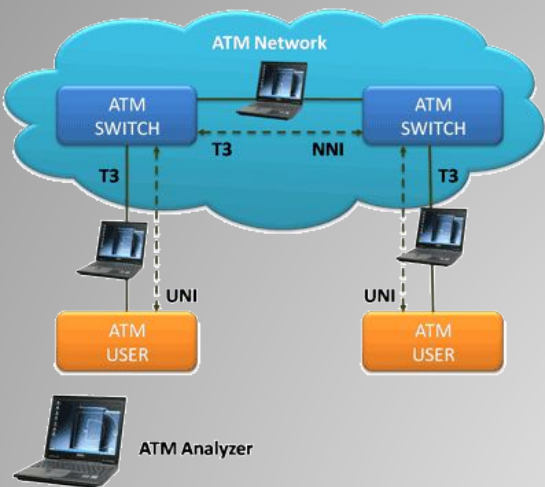 ATM Network
ATM
SWITCH
ATM
SWITCH
T3
NNI
T3
T3
UNI
UNI
ATM
USER
ATM
USER
ATM Analyzer